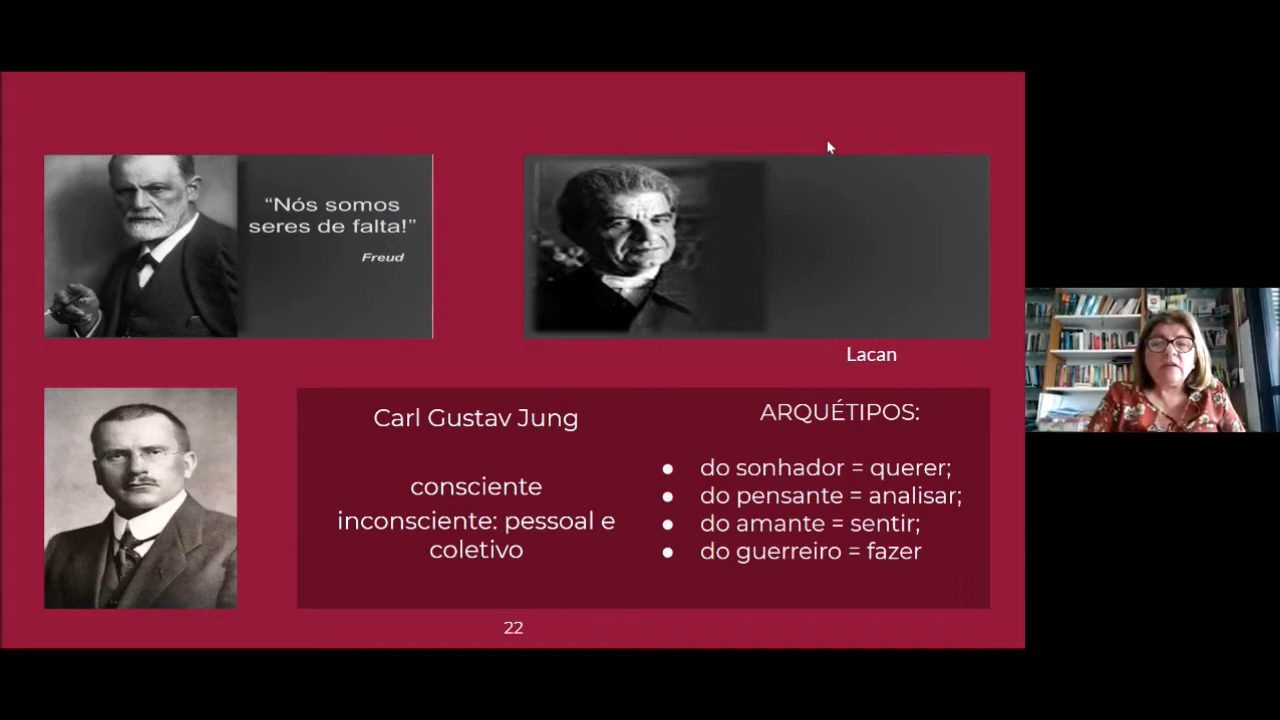 “Nós somos
seres de falta!”
Freud
Lacan
Carl Gustav Jung
consciente
inconsciente: pessoal e
coletivo
ARQUÉTIPOS:
● do sonhador = querer;
● do pensante = analisar;
● do amante = sentir;
● do guerreiro = fazer
22